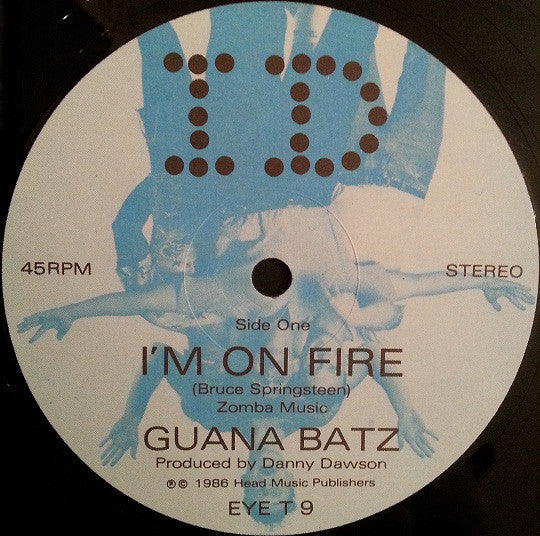 I D
45RPM
STEREO
Side One
I'M ON FIRE
(Bruce Springsteen)
Zomba Music
GUANA BATZ
Produced by Danny Dawson
℗© 1986 Head Music Publishers
EYE T 9